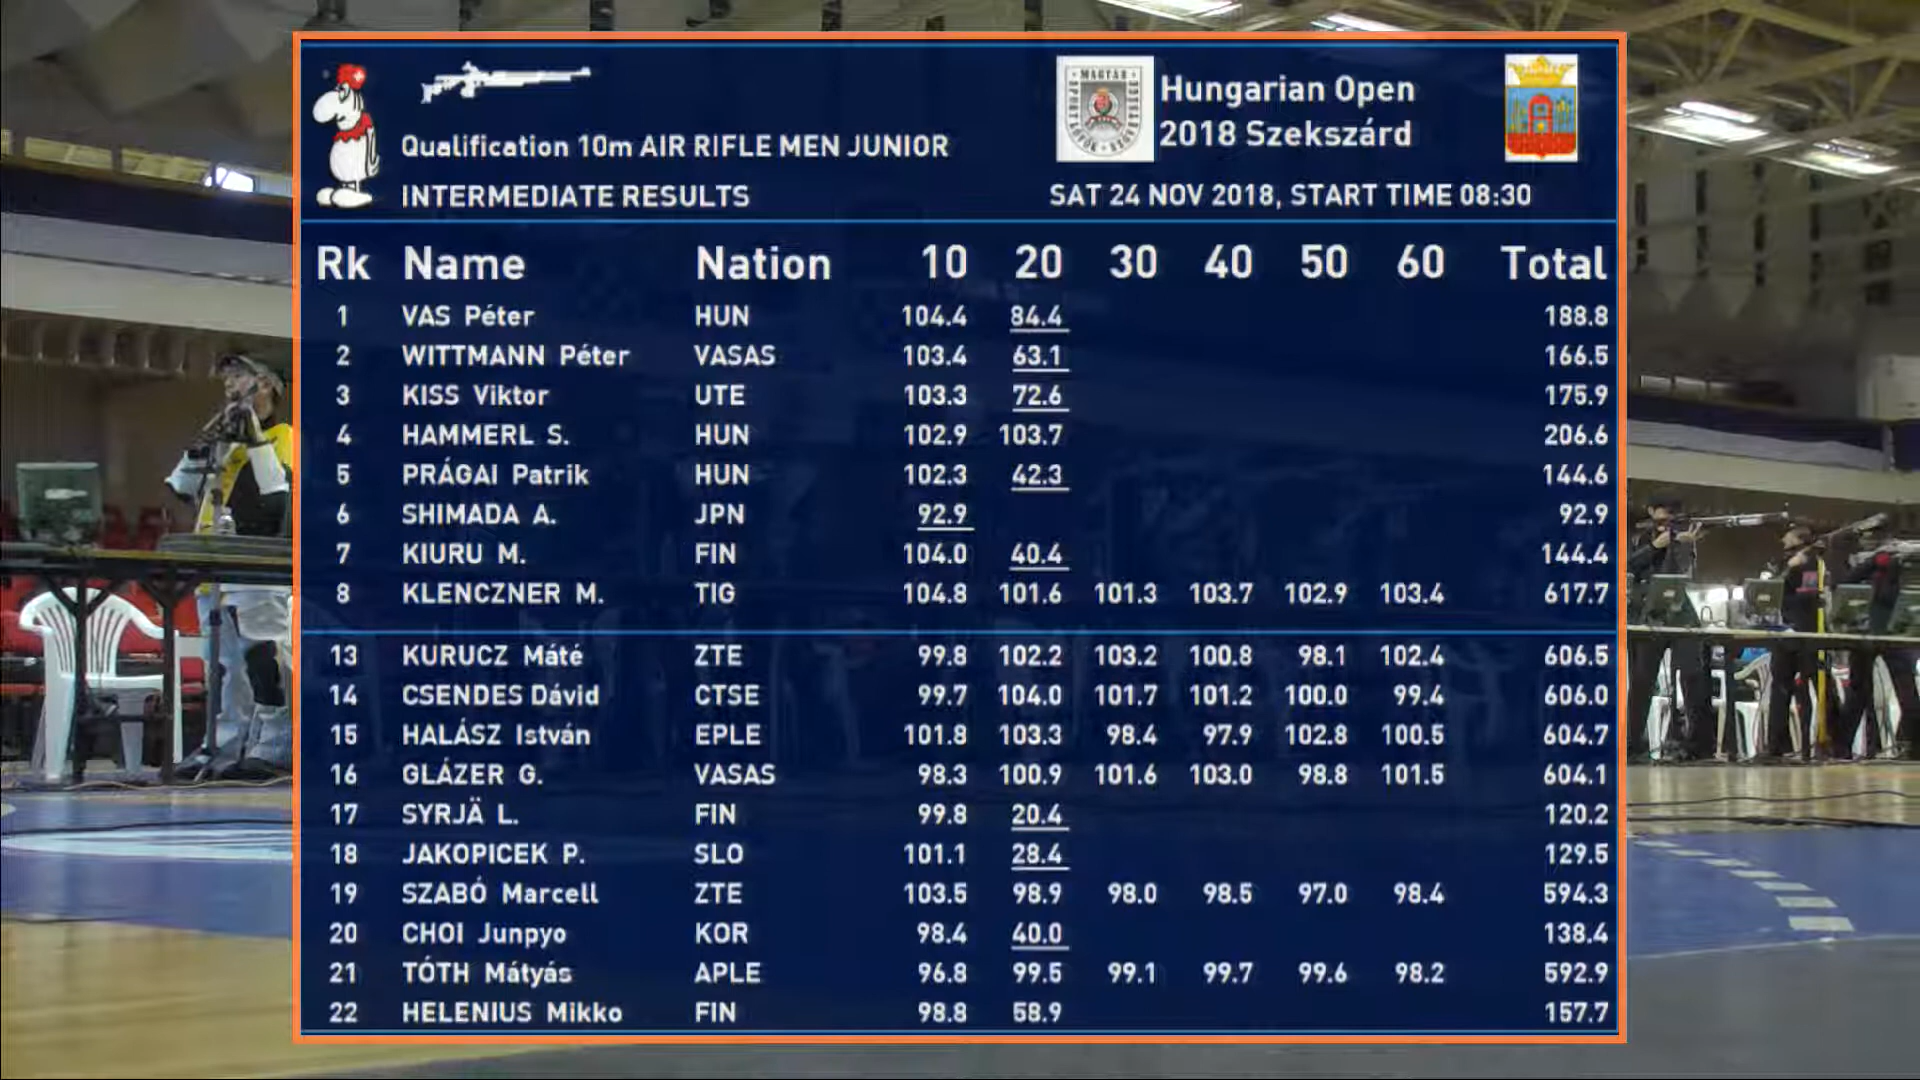 Hungarian Open
2018 Szekszárd
Qualification 10m AIR RIFLE MEN JUNIOR
INTERMEDIATE RESULTS
SAT 24 NOV 2018, START TIME 08:30
Rk Name Nation 10 20 30 40 50 60 Total
1 VAS Péter HUN 104.4 84.4 188.8
2 WITTMANN Péter VASAS 103.4 63.1 166.5
3 KISS Viktor UTE 103.3 72.6 175.9
4 HAMMERL S. HUN 102.9 103.7 206.6
5 PRÁGAI Patrik HUN 102.3 42.3 144.6
6 SHIMADA A. JPN 92.9 92.9
7 KIURU M. FIN 104.0 40.4 144.4
8 KLENCZNER M. TIG 104.8 101.6 101.3 103.7 102.9 103.4 617.7
13 KURUCZ Máté ZTE 99.8 102.2 103.2 100.8 98.1 102.4 606.5
14 CSENDES Dávid CTSE 99.7 104.0 101.7 101.2 100.0 99.4 606.0
15 HALÁSZ István EPLE 101.8 103.3 98.4 97.9 102.8 100.5 604.7
16 GLÁZER G. VASAS 98.3 100.9 101.6 103.0 98.8 101.5 604.1
17 SYRJÄ L. FIN 99.8 20.4 120.2
18 JAKOPICEK P. SLO 101.1 28.4 129.5
19 SZABÓ Marcell ZTE 103.5 98.9 98.0 98.5 97.0 98.4 594.3
20 CHOI Junpyo KOR 98.4 40.0 138.4
21 TÓTH Mátyás APLE 96.8 99.5 99.1 99.7 99.6 98.2 592.9
22 HELENIUS Mikko FIN 98.8 58.9 157.7